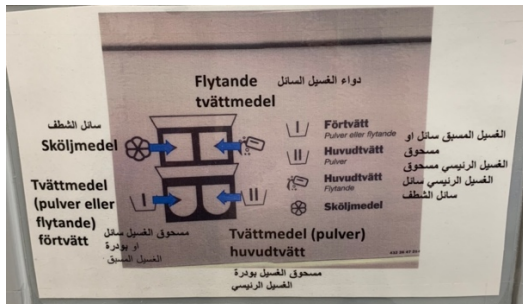 Flytande
tvättmedel
دواء الغسيل السائل
سائل الشطف
Sköljmedel
I Förtvätt
Pulver eller flytande
II Huvudtvätt
Pulver
Huvudtvätt
Flytande
Sköljmedel
الغسيل المسبق سائل او
مسحوق
الغسيل الرئيسي مسحوق
الغسيل الرئيسي سائل
سائل الشطف
Tvättmedel
(pulver eller
flytande)
förtvätt
I
II
مسحوق الغسيل سائل
او بودرة
الغسيل المسبق
Tvättmedel (pulver)
huvudtvätt
مسحوق الغسيل بودرة
الغسيل الرئيسي